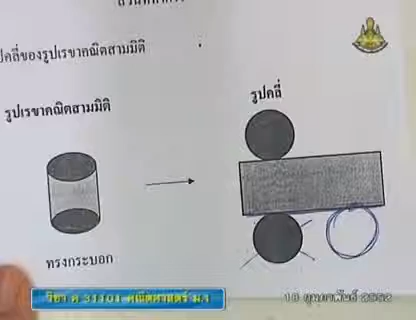 ปคลี่ของรูปเรขาคณิตสามมิติ
รูปเรขาคณิตสามมิติ
รูปคลี่
ทรงกระบอก
วิชา ค 31101 คณิตศาสตร์ ม.1
18 กุมภาพันธ์ 2552